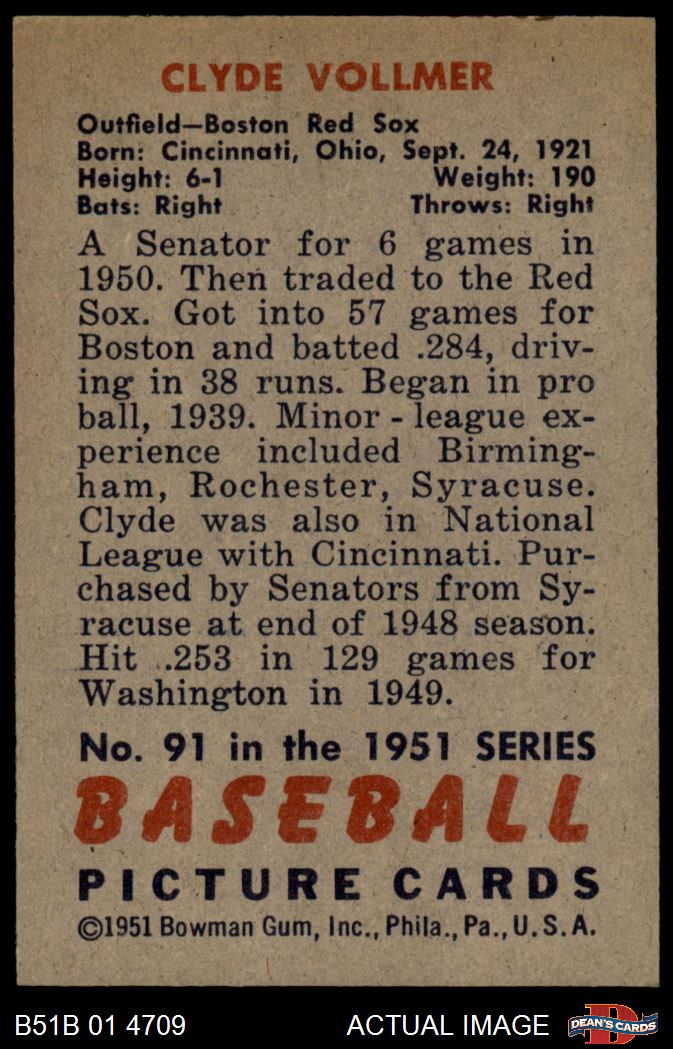 CLYDE VOLLMER
Outfield—Boston Red Sox
Born: Cincinnati, Ohio, Sept. 24, 1921
Height: 6-1 Weight: 190
Bats: Right Throws: Right
A Senator for 6 games in
1950. Then traded to the Red
Sox. Got into 57 games for
Boston and batted .284, driv-
ing in 38 runs. Began in pro
ball, 1939. Minor - league ex-
perience included Birming-
ham, Rochester, Syracuse.
Clyde was also in National
League with Cincinnati. Pur-
chased by Senators from Sy-
racuse at end of 1948 season.
Hit .253 in 129 games for
Washington in 1949.
No. 91 in the 1951 SERIES
BASEBALL
PICTURE CARDS
©1951 Bowman Gum, Inc., Phila., Pa., U.S.A.
B51B 01 4709 ACTUAL IMAGE DEAN'S CARDS